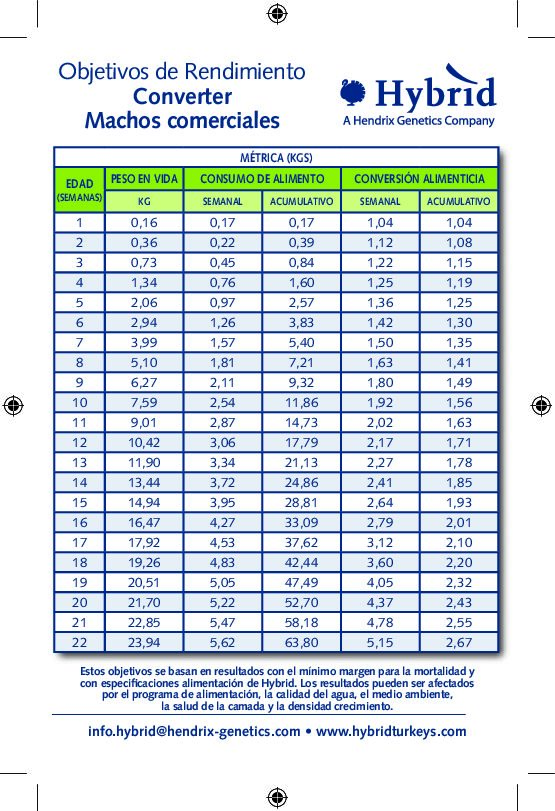 Objetivos de Rendimiento
Converter
Machos comerciales
Hybrid
A Hendrix Genetics Company
MÉTRICA (KGS)
EDAD (SEMANAS) PESO EN VIDA CONSUMO DE ALIMENTO CONVERSIÓN ALIMENTICIA
KG SEMANAL ACUMULATIVO SEMANAL ACUMULATIVO
1 0,16 0,17 0,17 1,04 1,04
2 0,36 0,22 0,39 1,12 1,08
3 0,73 0,45 0,84 1,22 1,15
4 1,34 0,76 1,60 1,25 1,19
5 2,06 0,97 2,57 1,36 1,25
6 2,94 1,26 3,83 1,42 1,30
7 3,99 1,57 5,40 1,50 1,35
8 5,10 1,81 7,21 1,63 1,41
9 6,27 2,11 9,32 1,80 1,49
10 7,59 2,54 11,86 1,92 1,56
11 9,01 2,87 14,73 2,02 1,63
12 10,42 3,06 17,79 2,17 1,71
13 11,90 3,34 21,13 2,27 1,78
14 13,44 3,72 24,86 2,41 1,85
15 14,94 3,95 28,81 2,64 1,93
16 16,47 4,27 33,09 2,79 2,01
17 17,92 4,53 37,62 3,12 2,10
18 19,26 4,83 42,44 3,60 2,20
19 20,51 5,05 47,49 4,05 2,32
20 21,70 5,22 52,70 4,37 2,43
21 22,85 5,47 58,18 4,78 2,55
22 23,94 5,62 63,80 5,15 2,67
Estos objetivos se basan en resultados con el mínimo margen para la mortalidad y
con especificaciones alimentación de Hybrid. Los resultados pueden ser afectados
por el programa de alimentación, la calidad del agua, el medio ambiente,
la salud de la camada y la densidad crecimiento.
info.hybrid@hendrix-genetics.com • www.hybridturkeys.com